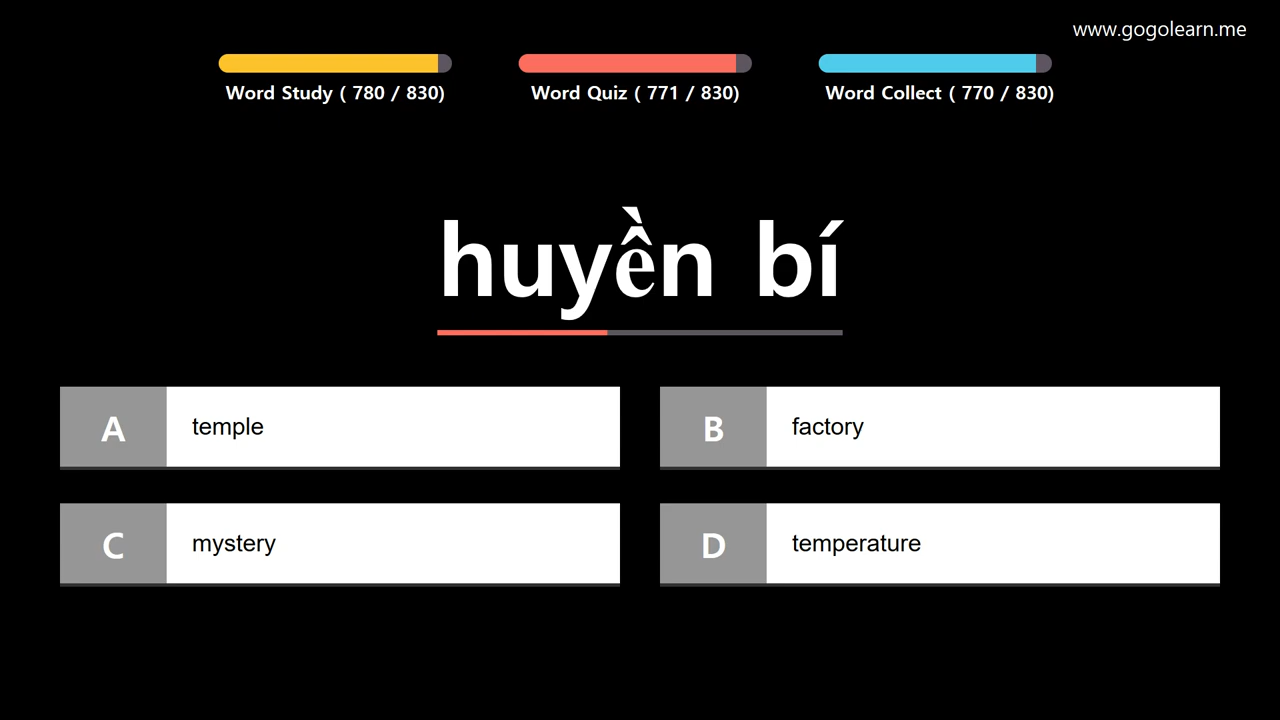 www.gogolearn.me
Word Study ( 780 / 830)
Word Quiz ( 771 / 830)
Word Collect ( 770 / 830)
huyền bí
A temple
B factory
C mystery
D temperature